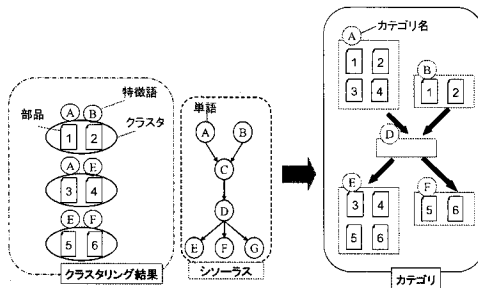 A B 特徴語
部品 クラスタ
1 2
A E
3 4
E F
5 6
クラスタリング結果
単語
A B
C
D
E F G
シソーラス
A カテゴリ名
1 2
3 4
B
1 2
D
E
3 4
5 6
F
5 6
カテゴリ